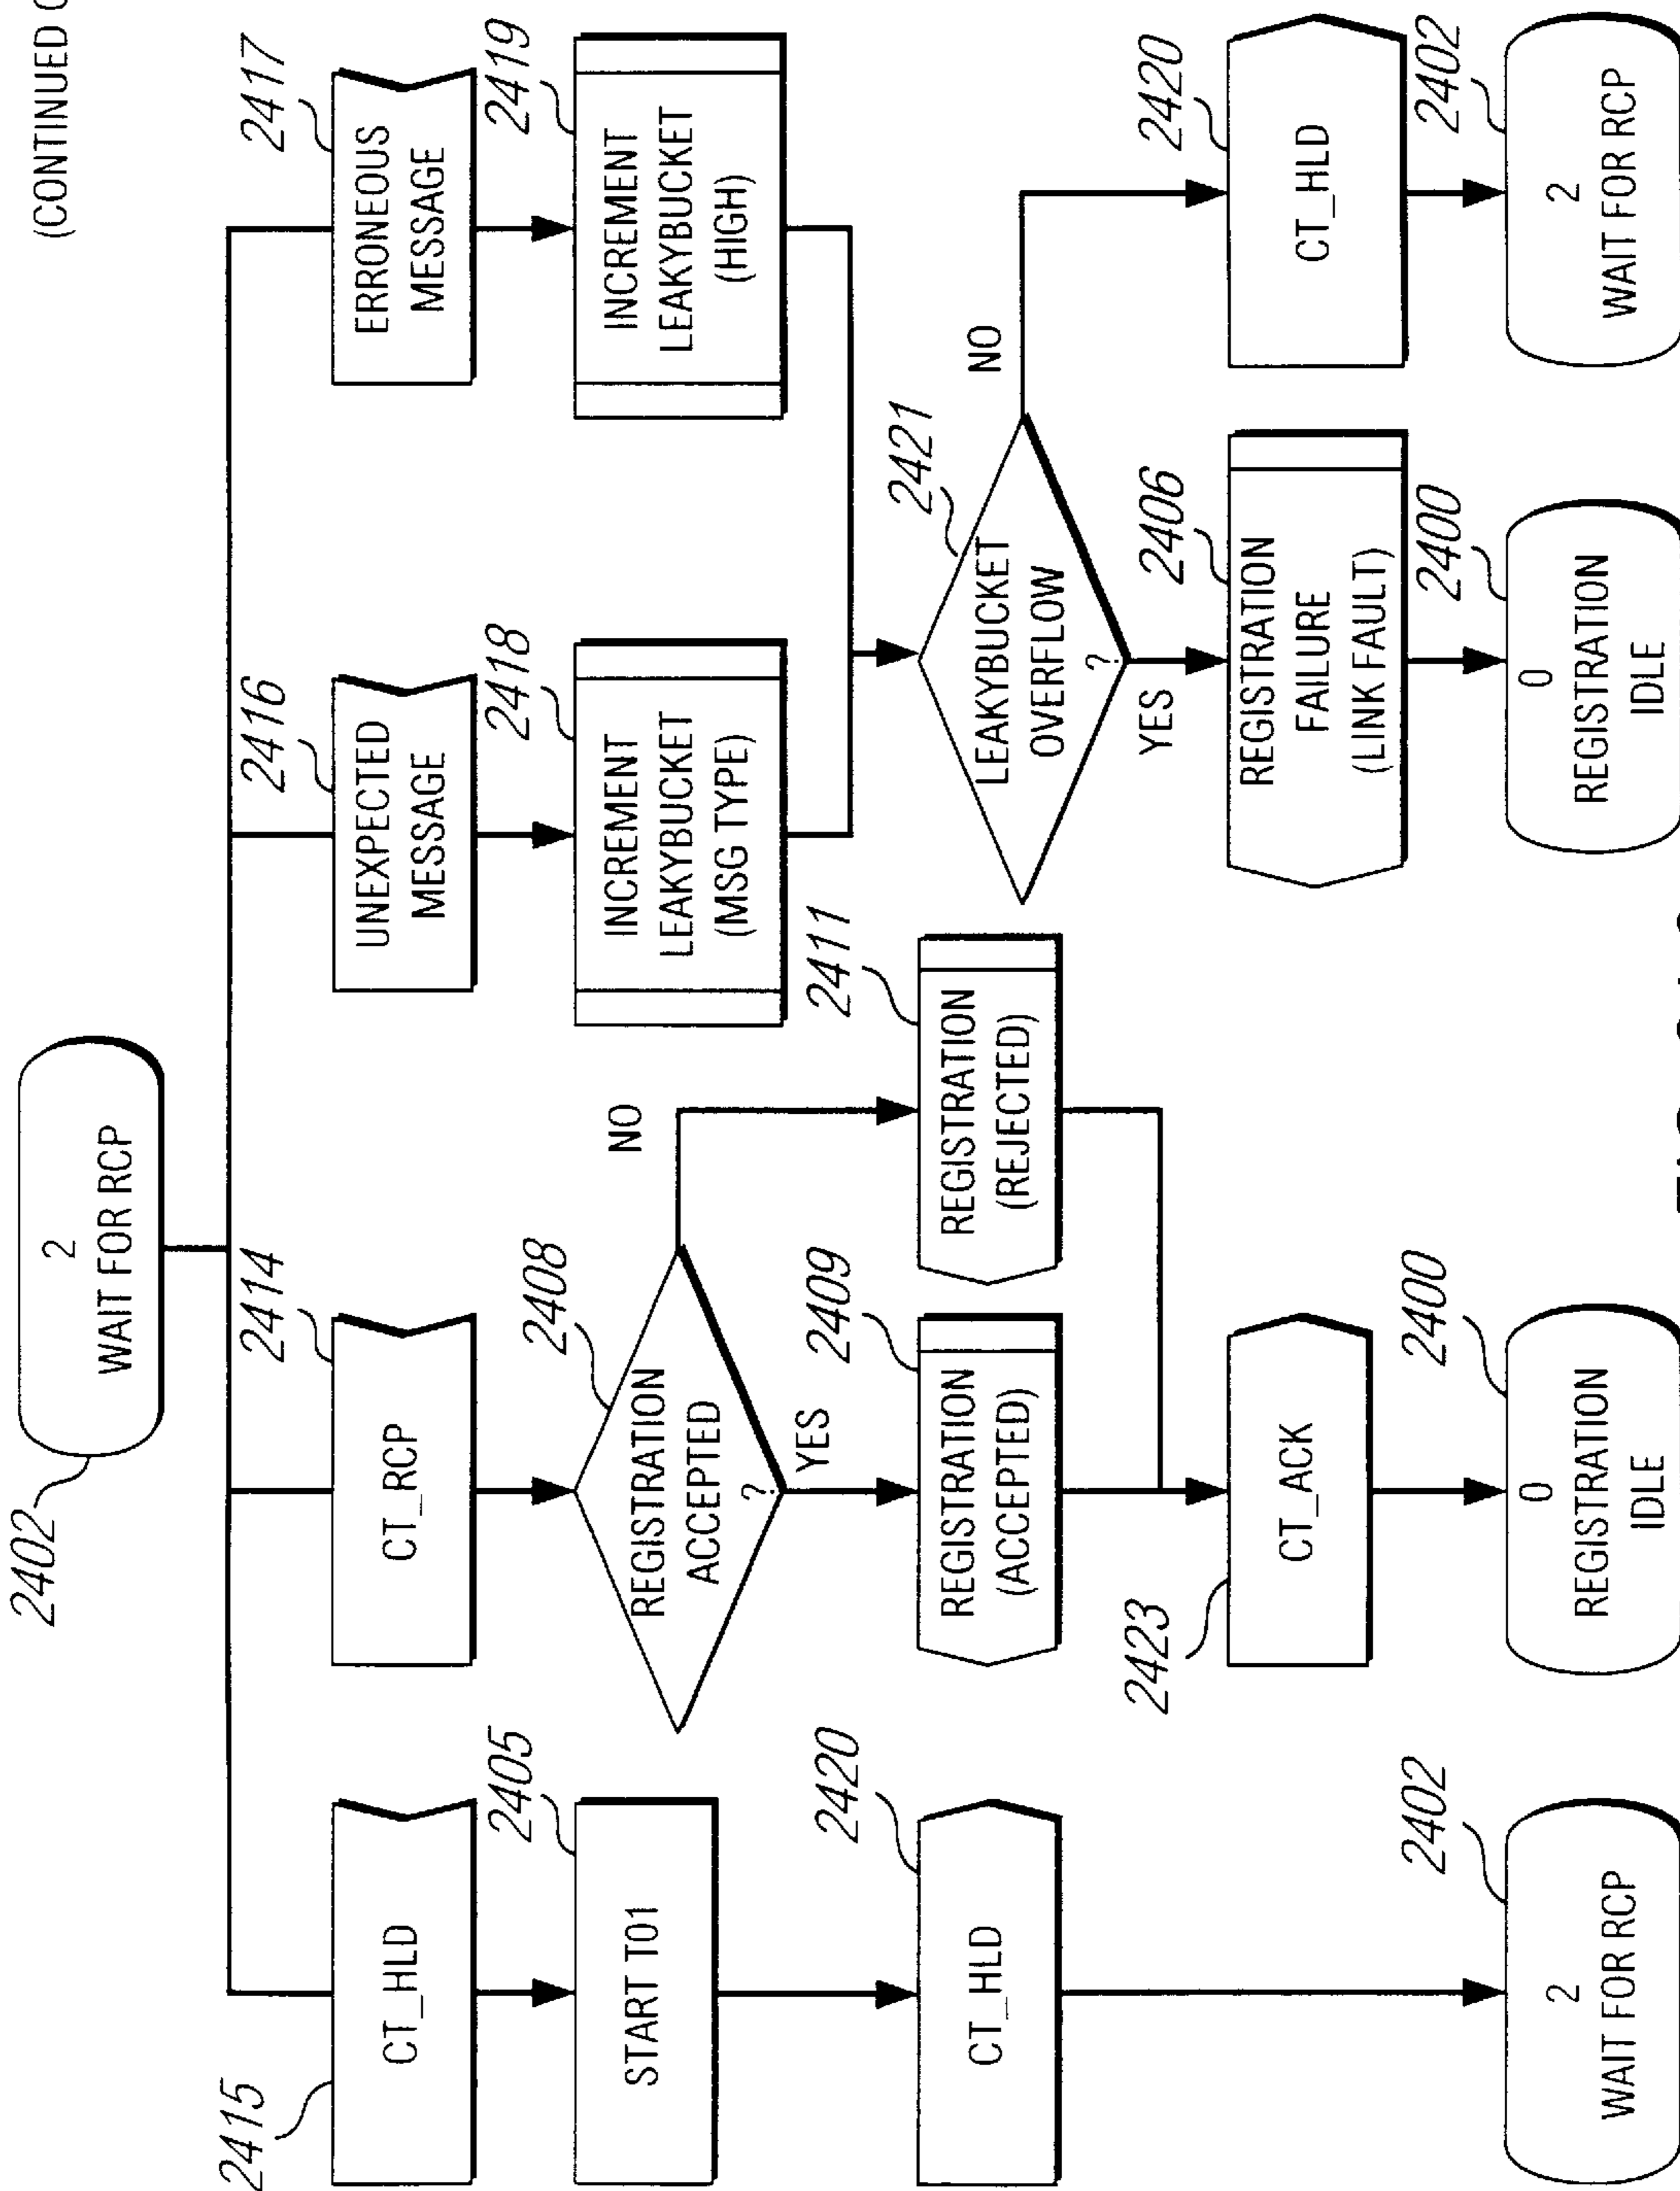 (CONTINUED
2402
2
WAIT FOR RCP
2415
CT_HLD
2414
CT_RCP
2416
UNEXPECTED
MESSAGE
2417
ERRONEOUS
MESSAGE
2405
START T01
2408
REGISTRATION
ACCEPTED
?
NO
YES
2418
INCREMENT
LEAKYBUCKET
(MSG TYPE)
2419
INCREMENT
LEAKYBUCKET
(HIGH)
2420
CT_HLD
2409
REGISTRATION
(ACCEPTED)
2411
REGISTRATION
(REJECTED)
2421
LEAKYBUCKET
OVERFLOW
?
NO
YES
2423
CT_ACK
2406
REGISTRATION
FAILURE
(LINK FAULT)
2420
CT_HLD
2402
2
WAIT FOR RCP
2400
0
REGISTRATION
IDLE
2400
0
REGISTRATION
IDLE
2402
2
WAIT FOR RCP